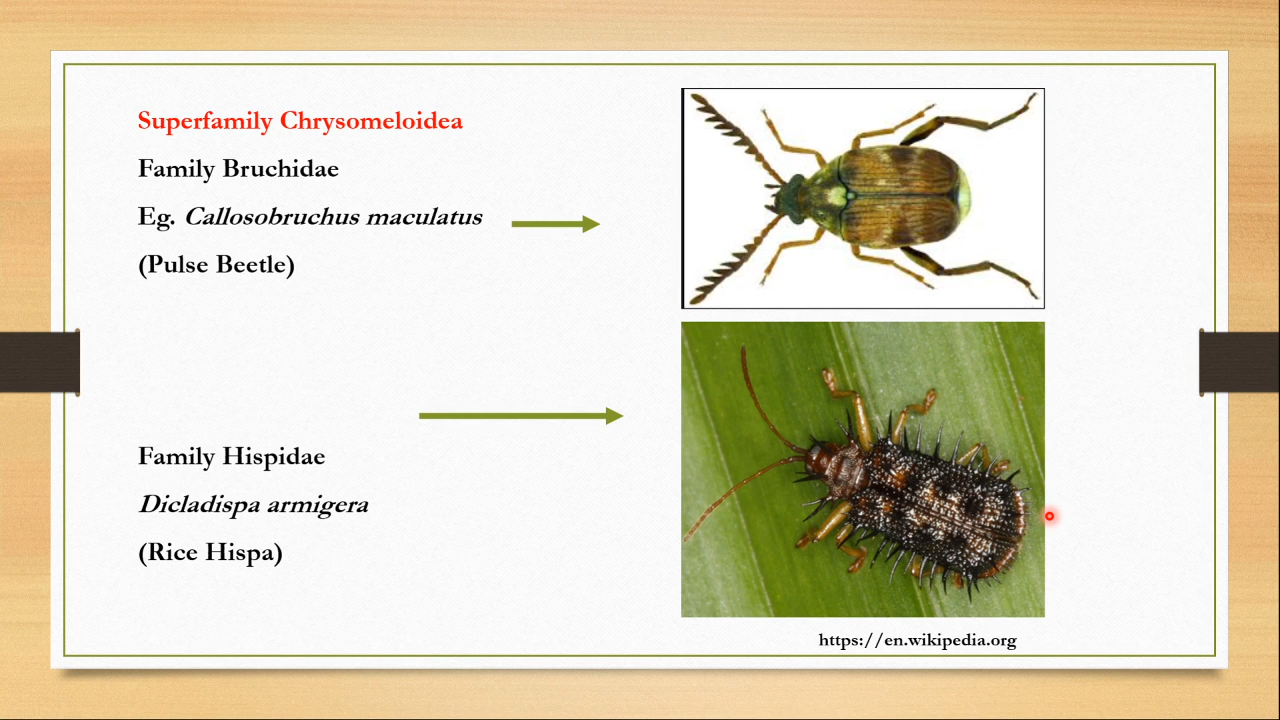 Superfamily Chrysomeloidea
Family Bruchidae
Eg. Callosobruchus maculatus
(Pulse Beetle)
Family Hispidae
Dicladispa armigera
(Rice Hispa)
https://en.wikipedia.org